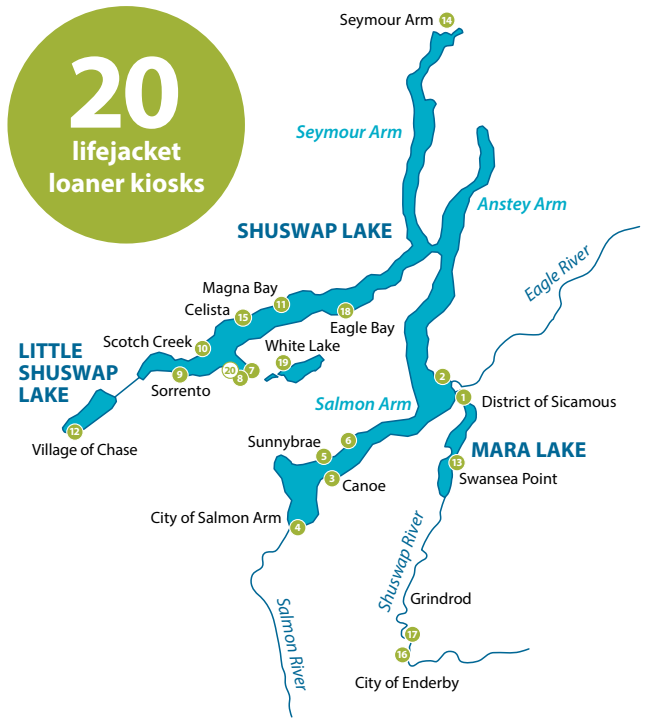 20
lifejacket
loaner kiosks
Seymour Arm 14
Seymour Arm
Anstey Arm
SHUSWAP LAKE
Eagle River
Magna Bay
11
Celista
15
18
Eagle Bay
Scotch Creek
10
White Lake
19
LITTLE
SHUSWAP
LAKE
9
Sorrento
20
8
7
2
1
District of Sicamous
Salmon Arm
12
Village of Chase
Sunnybrae
6
5
MARA LAKE
13
Swansea Point
3
Canoe
City of Salmon Arm
4
Shuswap River
Salmon River
Grindrod
17
16
City of Enderby